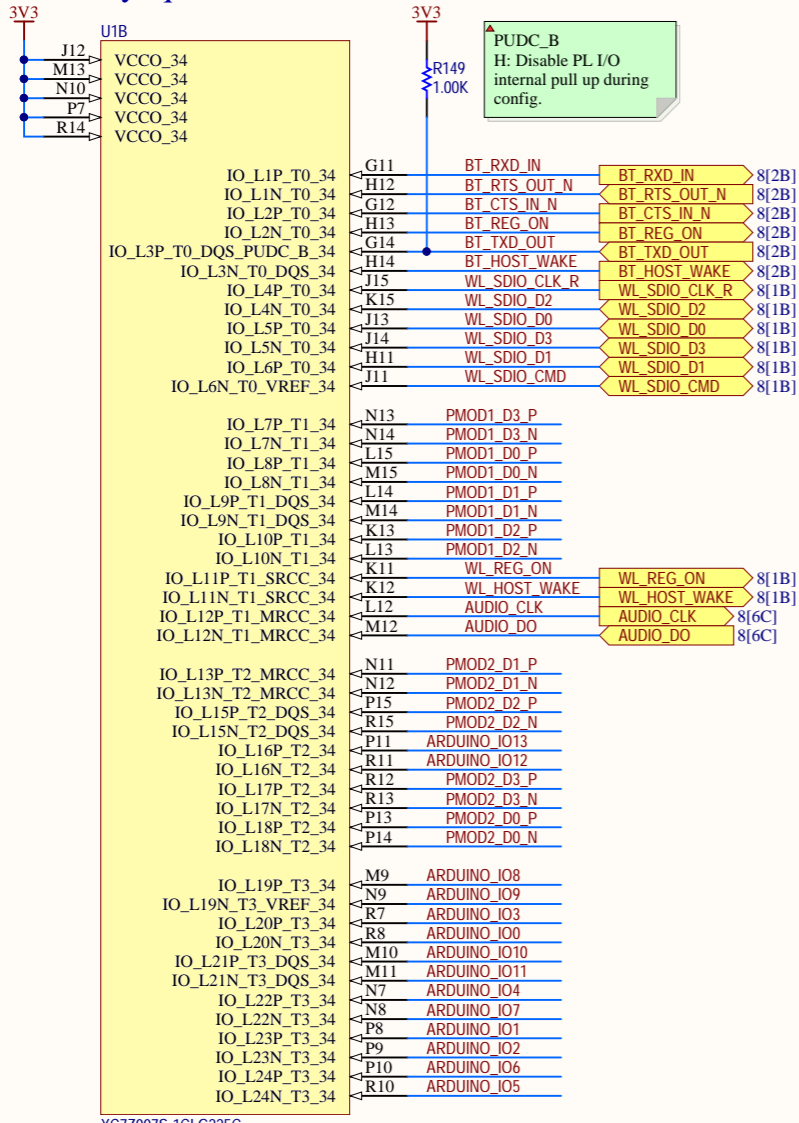 3V3
3V3
U1B
R149
1.00K
PUDC_B
H: Disable PL I/O
internal pull up during
config.
J12 VCCO_34
M13 VCCO_34
N10 VCCO_34
P7 VCCO_34
R14 VCCO_34
IO_L1P_T0_34 G11 BT_RXD_IN BT_RXD_IN 8[2B]
IO_L1N_T0_34 H12 BT_RTS_OUT_N BT_RTS_OUT_N 8[2B]
IO_L2P_T0_34 G12 BT_CTS_IN_N BT_CTS_IN_N 8[2B]
IO_L2N_T0_34 H13 BT_REG_ON BT_REG_ON 8[2B]
IO_L3P_T0_DQS_PUDC_B_34 G14 BT_TXD_OUT BT_TXD_OUT 8[2B]
IO_L3N_T0_DQS_34 H14 BT_HOST_WAKE BT_HOST_WAKE 8[2B]
IO_L4P_T0_34 J15 WL_SDIO_CLK_R WL_SDIO_CLK_R 8[1B]
IO_L4N_T0_34 K15 WL_SDIO_D2 WL_SDIO_D2 8[1B]
IO_L5P_T0_34 J13 WL_SDIO_D0 WL_SDIO_D0 8[1B]
IO_L5N_T0_34 J14 WL_SDIO_D3 WL_SDIO_D3 8[1B]
IO_L6P_T0_34 H11 WL_SDIO_D1 WL_SDIO_D1 8[1B]
IO_L6N_T0_VREF_34 J11 WL_SDIO_CMD WL_SDIO_CMD 8[1B]
IO_L7P_T1_34 N13 PMOD1_D3_P
IO_L7N_T1_34 N14 PMOD1_D3_N
IO_L8P_T1_34 L15 PMOD1_D0_P
IO_L8N_T1_34 M15 PMOD1_D0_N
IO_L9P_T1_DQS_34 L14 PMOD1_D1_P
IO_L9N_T1_DQS_34 M14 PMOD1_D1_N
IO_L10P_T1_34 K13 PMOD1_D2_P
IO_L10N_T1_34 L13 PMOD1_D2_N
IO_L11P_T1_SRCC_34 K11 WL_REG_ON WL_REG_ON 8[1B]
IO_L11N_T1_SRCC_34 K12 WL_HOST_WAKE WL_HOST_WAKE 8[1B]
IO_L12P_T1_MRCC_34 L12 AUDIO_CLK AUDIO_CLK 8[6C]
IO_L12N_T1_MRCC_34 M12 AUDIO_DO AUDIO_DO 8[6C]
IO_L13P_T2_MRCC_34 N11 PMOD2_D1_P
IO_L13N_T2_MRCC_34 N12 PMOD2_D1_N
IO_L15P_T2_DQS_34 P15 PMOD2_D2_P
IO_L15N_T2_DQS_34 R15 PMOD2_D2_N
IO_L16P_T2_34 P11 ARDUINO_IO13
IO_L16N_T2_34 R11 ARDUINO_IO12
IO_L17P_T2_34 R12 PMOD2_D3_P
IO_L17N_T2_34 R13 PMOD2_D3_N
IO_L18P_T2_34 P13 PMOD2_D0_P
IO_L18N_T2_34 P14 PMOD2_D0_N
IO_L19P_T3_34 M9 ARDUINO_IO8
IO_L19N_T3_VREF_34 N9 ARDUINO_IO9
IO_L20P_T3_34 R7 ARDUINO_IO3
IO_L20N_T3_34 R8 ARDUINO_IO0
IO_L21P_T3_DQS_34 M10 ARDUINO_IO10
IO_L21N_T3_DQS_34 M11 ARDUINO_IO11
IO_L22P_T3_34 N7 ARDUINO_IO4
IO_L22N_T3_34 N8 ARDUINO_IO7
IO_L23P_T3_34 P8 ARDUINO_IO1
IO_L23N_T3_34 P9 ARDUINO_IO2
IO_L24P_T3_34 P10 ARDUINO_IO6
IO_L24N_T3_34 R10 ARDUINO_IO5